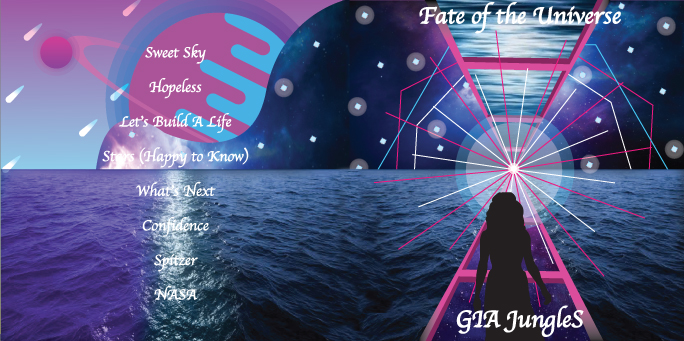 Sweet Sky
Hopeless
Let's Build A Life
Stars (Happy to Know)
What's Next
Confidence
Spitzer
NASA
Fate of the Universe
GIA JungleS